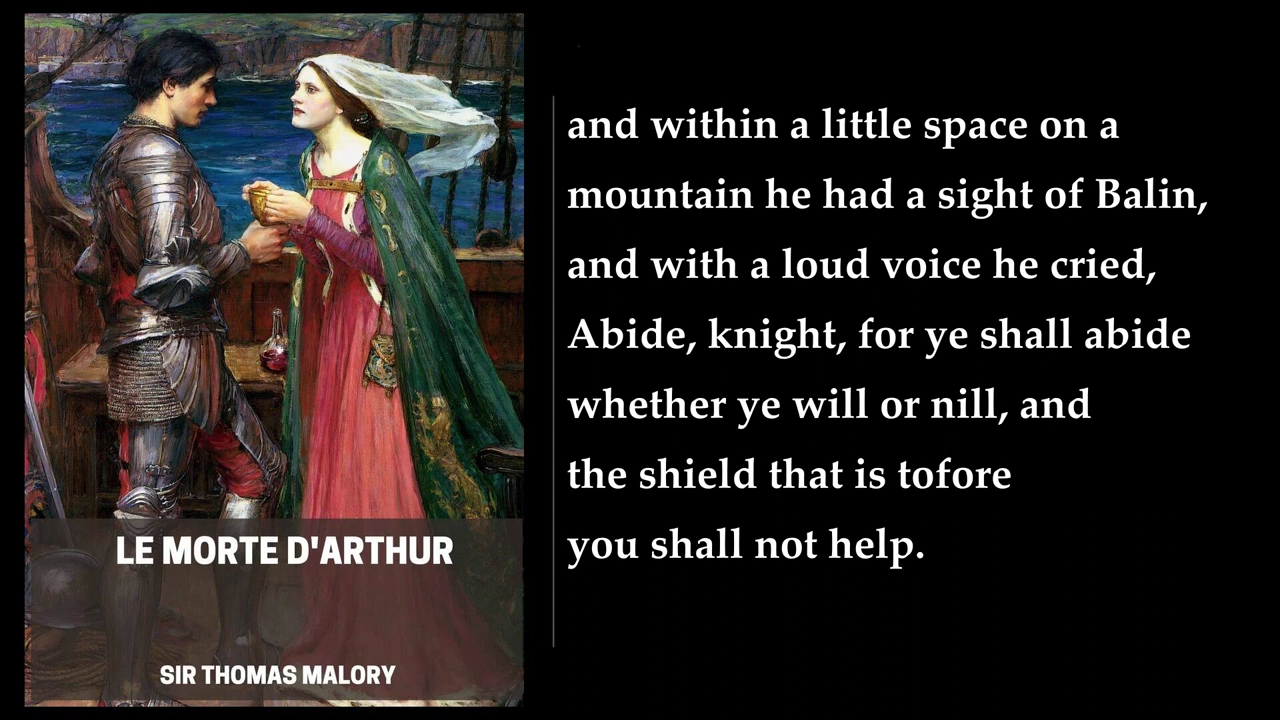 LE MORTE D'ARTHUR
SIR THOMAS MALORY
and within a little space on a
mountain he had a sight of Balin,
and with a loud voice he cried,
Abide, knight, for ye shall abide
whether ye will or nill, and
the shield that is tofore
you shall not help.